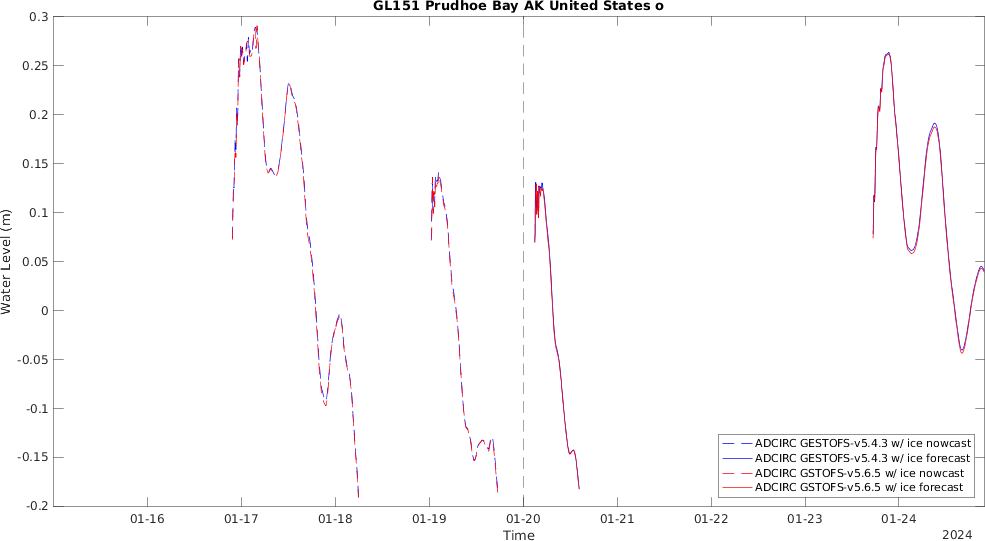 GL151 Prudhoe Bay AK United States o
0.3
0.25
0.2
0.15
0.1
0.05
0
-0.05
-0.1
-0.15
-0.2
Water Level (m)
01-16 01-17 01-18 01-19 01-20 01-21 01-22 01-23 01-24
Time
2024
ADCIRC GESTOFS-v5.4.3 w/ ice nowcast
ADCIRC GESTOFS-v5.4.3 w/ ice forecast
ADCIRC GSTOFS-v5.6.5 w/ ice nowcast
ADCIRC GSTOFS-v5.6.5 w/ ice forecast